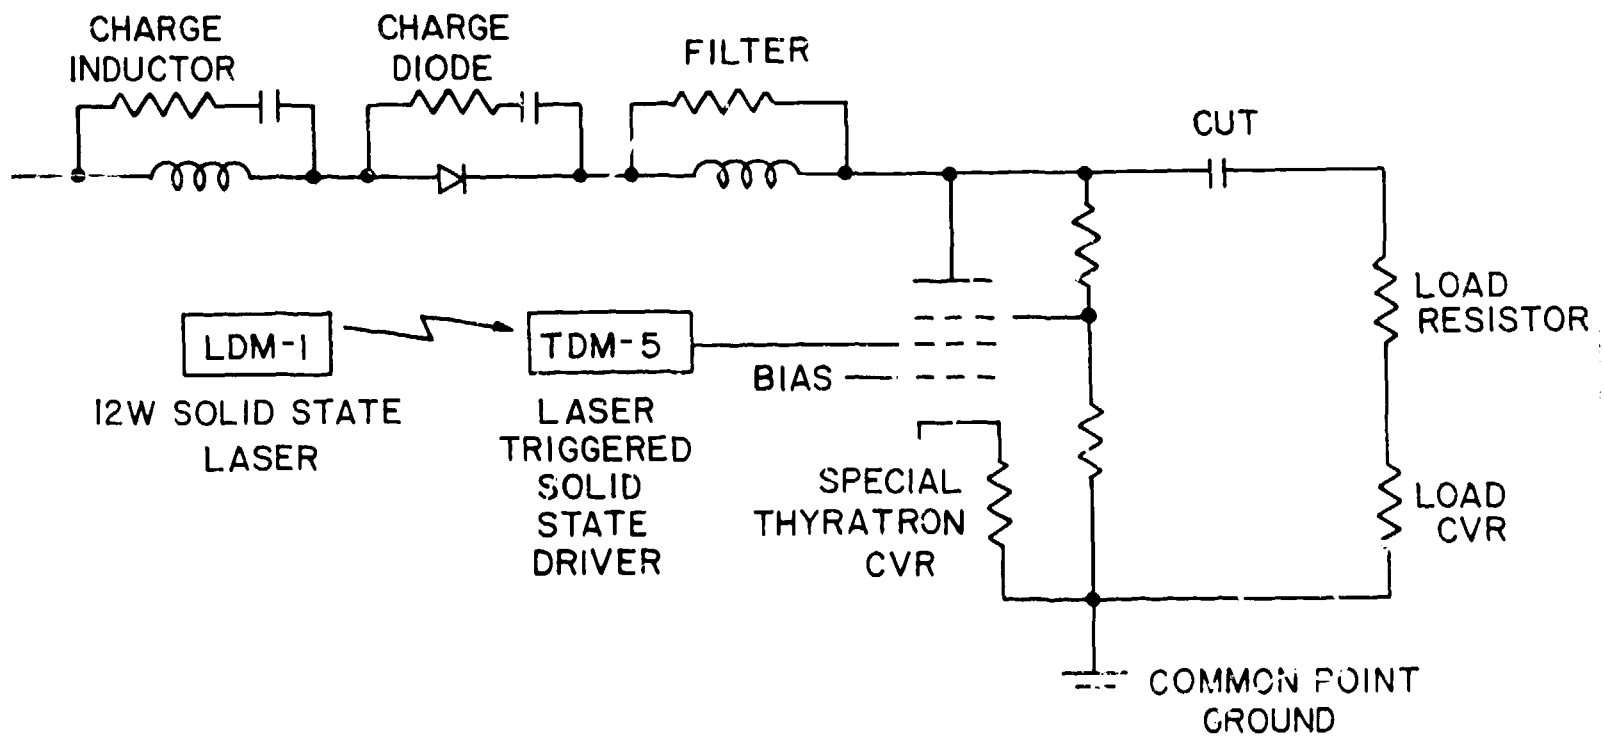 CHARGE
INDUCTOR
CHARGE
DIODE
FILTER
CUT
LOAD
RESISTOR
LDM-1
TDM-5
BIAS
12W SOLID STATE
LASER
LASER
TRIGGERED
SOLID
STATE
DRIVER
SPECIAL
THYRATRON
CVR
LOAD
CVR
COMMON POINT
GROUND